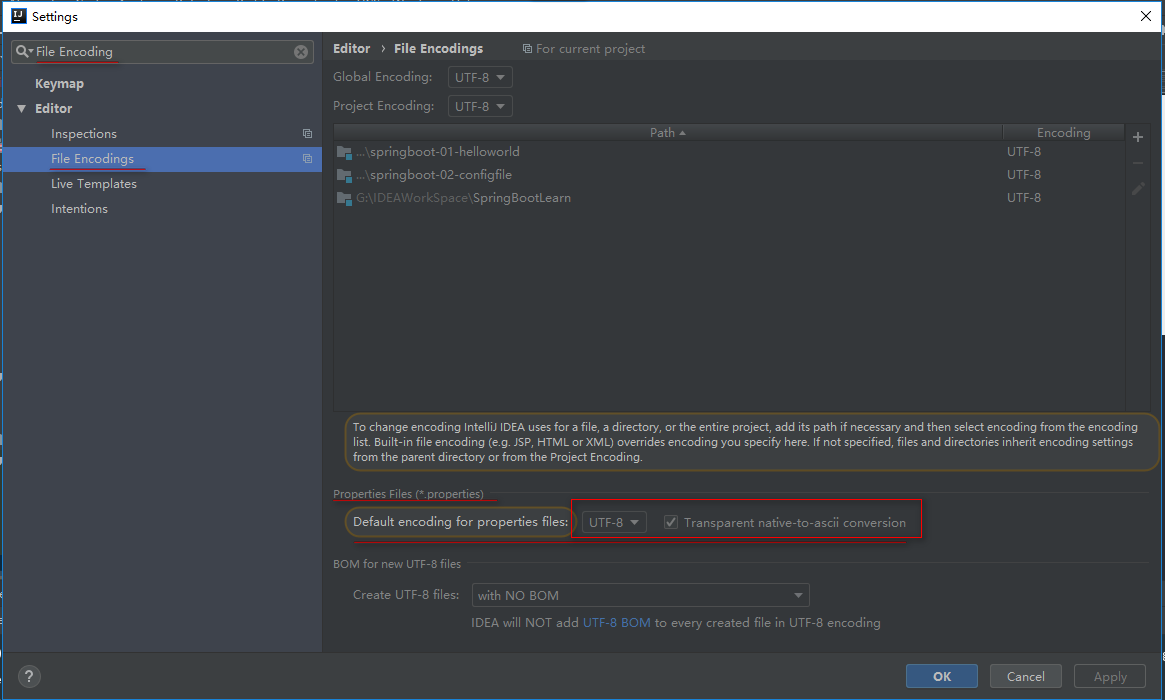 Settings
File Encoding
Keymap
Editor
Inspections
File Encodings
Live Templates
Intentions
Editor › File Encodings For current project
Global Encoding: UTF-8
Project Encoding: UTF-8
Path Encoding
...\springboot-01-helloworld UTF-8
...\springboot-02-configfile UTF-8
G:\IDEAWorkSpace\SpringBootLearn UTF-8
To change encoding IntelliJ IDEA uses for a file, a directory, or the entire project, add its path if necessary and then select encoding from the encoding
list. Built-in file encoding (e.g. JSP, HTML or XML) overrides encoding you specify here. If not specified, files and directories inherit encoding settings
from the parent directory or from the Project Encoding.
Properties Files (*.properties)
Default encoding for properties files: UTF-8 Transparent native-to-ascii conversion
BOM for new UTF-8 files
Create UTF-8 files: with NO BOM
IDEA will NOT add UTF-8 BOM to every created file in UTF-8 encoding
? OK Cancel Apply